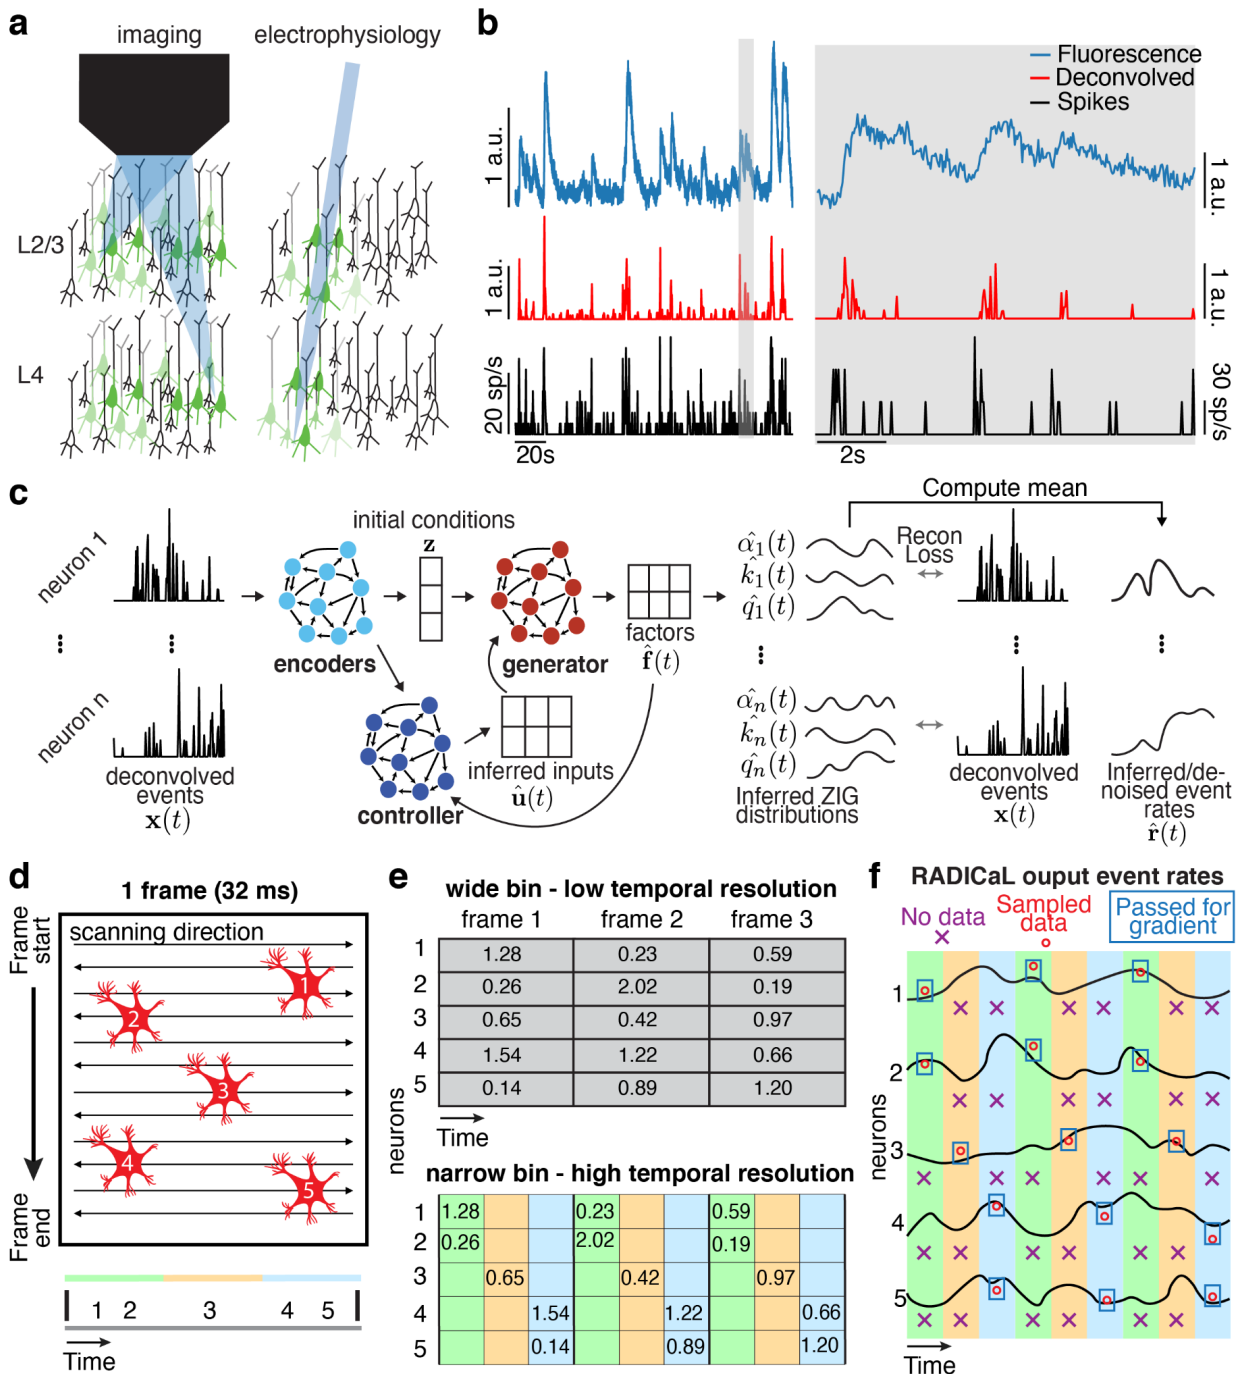 a
imaging
electrophysiology
L2/3
L4
b
Fluorescence
Deconvolved
Spikes
1 a.u.
1 a.u.
20 sp/s
1 a.u.
1 a.u.
30 sp/s
20s
2s
c
neuron 1
neuron n
deconvolved
events
x(t)
encoders
initial conditions
z
generator
controller
inferred inputs
û(t)
factors
f̂(t)
α̂₁(t)
k̂₁(t)
q̂₁(t)
α̂ₙ(t)
k̂ₙ(t)
q̂ₙ(t)
Inferred ZIG
distributions
Compute mean
Recon
Loss
deconvolved
events
x(t)
Inferred/de-
noised event
rates
r̂(t)
d
1 frame (32 ms)
Frame start
Frame end
scanning direction
1
2
3
4
5
1 2 3 4 5
Time
e
wide bin - low temporal resolution
frame 1 frame 2 frame 3
1 1.28 0.23 0.59
2 0.26 2.02 0.19
3 0.65 0.42 0.97
4 1.54 1.22 0.66
5 0.14 0.89 1.20
neurons
Time
narrow bin - high temporal resolution
1 1.28 0.23 0.59
2 0.26 2.02 0.19
3 0.65 0.42 0.97
4 1.54 1.22 0.66
5 0.14 0.89 1.20
f
RADICaL ouput event rates
No data
Sampled
data
Passed for
gradient
neurons
1
2
3
4
5
Time